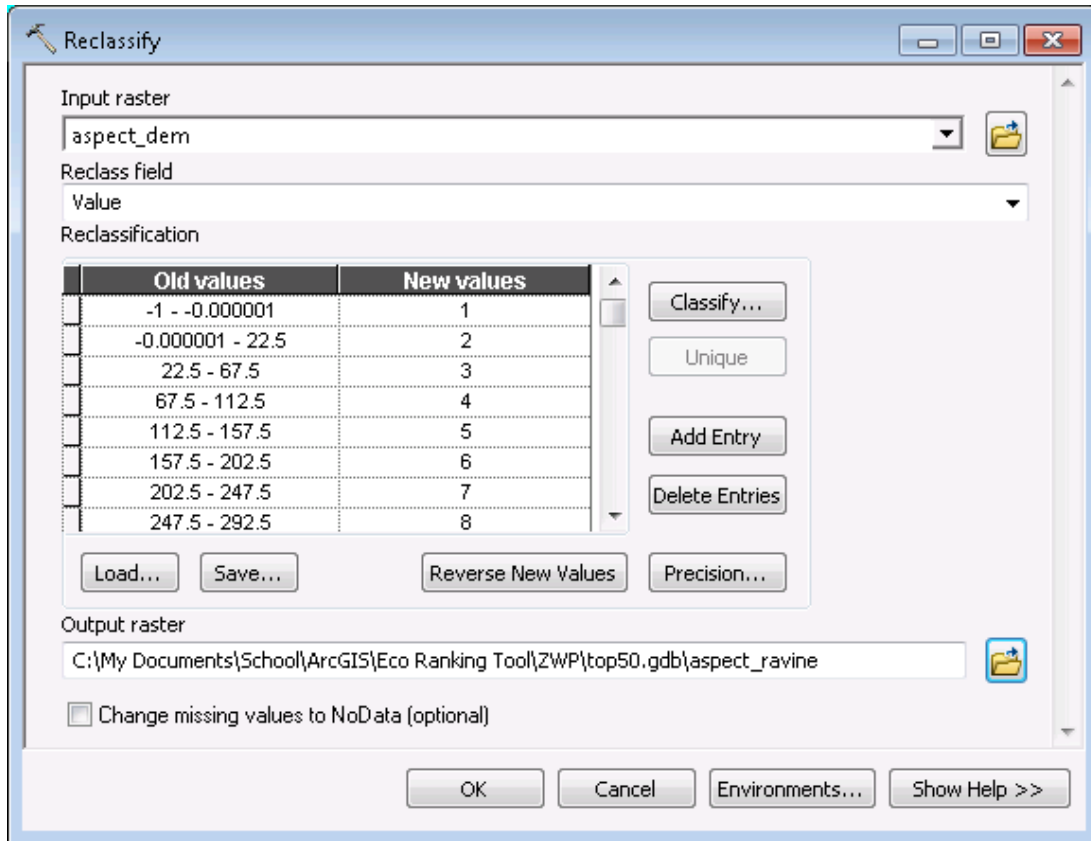 Reclassify
Input raster
aspect_dem
Reclass field
Value
Reclassification
Old values New values
-1 - -0.000001 1
-0.000001 - 22.5 2
22.5 - 67.5 3
67.5 - 112.5 4
112.5 - 157.5 5
157.5 - 202.5 6
202.5 - 247.5 7
247.5 - 292.5 8
Classify...
Unique
Add Entry
Delete Entries
Load... Save... Reverse New Values Precision...
Output raster
C:\My Documents\School\ArcGIS\Eco Ranking Tool\ZWP\top50.gdb\aspect_ravine
Change missing values to NoData (optional)
OK Cancel Environments... Show Help >>